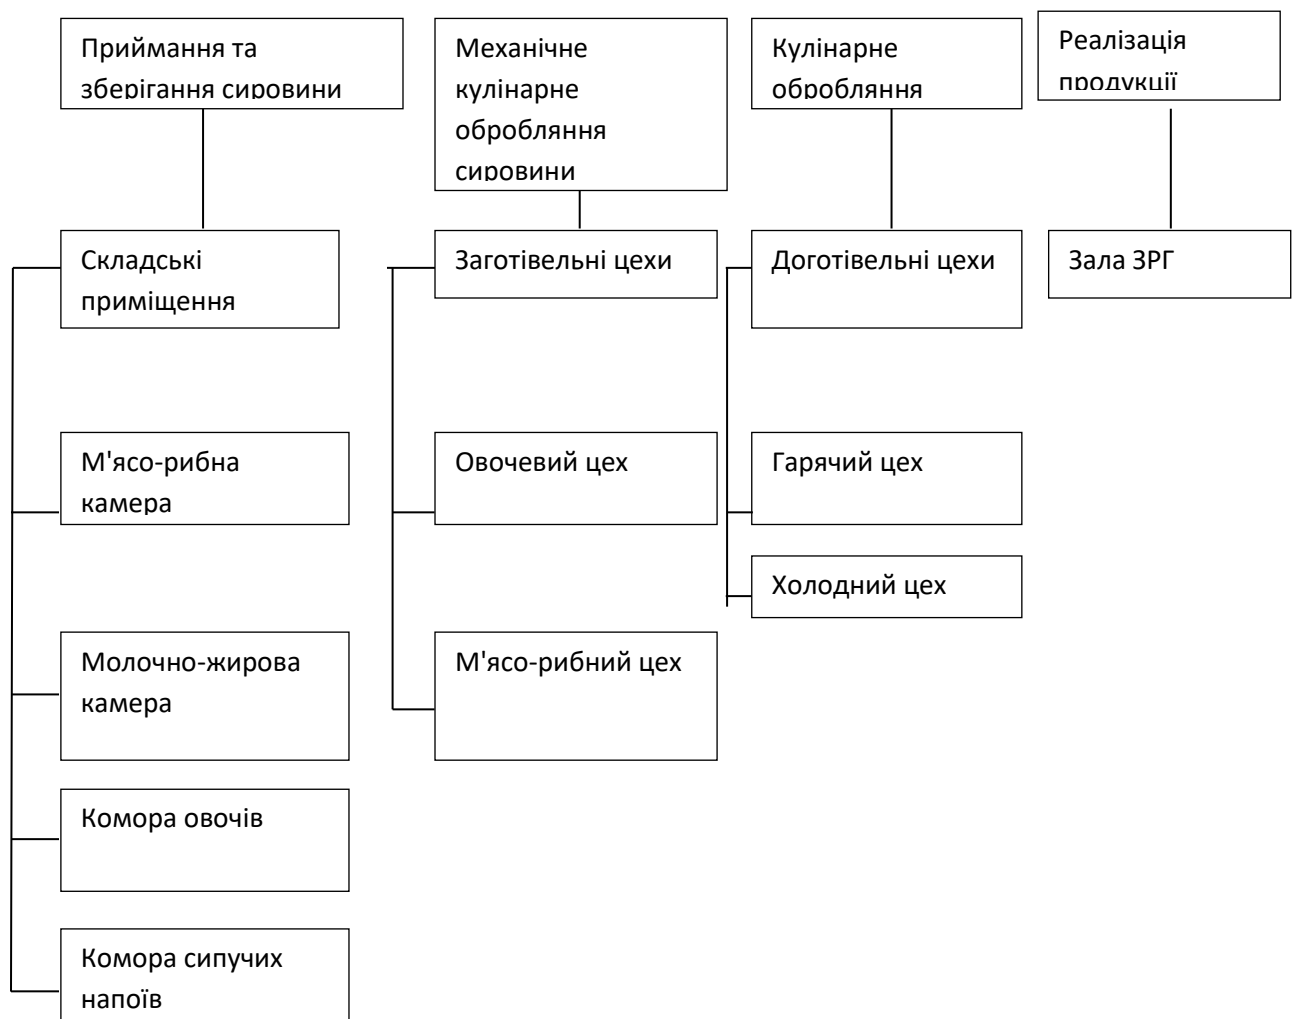 Приймання та
зберігання сировини
Механічне
кулінарне
обробляння
сировини
Кулінарне
обробляння
Реалізація
продукції
Складські
приміщення
Заготівельні цехи
Доготівельні цехи
Зала ЗРГ
М'ясо-рибна
камера
Овочевий цех
Гарячий цех
Холодний цех
Молочно-жирова
камера
М'ясо-рибний цех
Комора овочів
Комора сипучих
напоїв